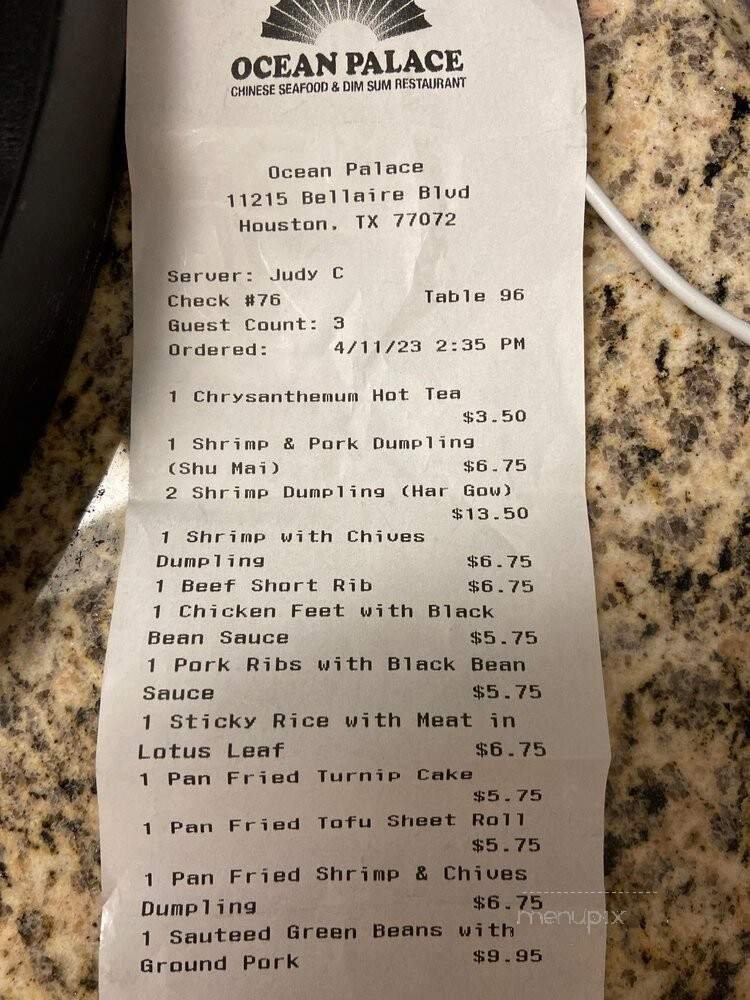 OCEAN PALACE
CHINESE SEAFOOD & DIM SUM RESTAURANT
Ocean Palace
11215 Bellaire Blvd
Houston, TX 77072
Server: Judy C
Check #76 Table 96
Guest Count: 3
Ordered: 4/11/23 2:35 PM
1 Chrysanthemum Hot Tea
$3.50
1 Shrimp & Pork Dumpling
(Shu Mai) $6.75
2 Shrimp Dumpling (Har Gow)
$13.50
1 Shrimp with Chives
Dumpling $6.75
1 Beef Short Rib $6.75
1 Chicken Feet with Black
Bean Sauce $5.75
1 Pork Ribs with Black Bean
Sauce $5.75
1 Sticky Rice with Meat in
Lotus Leaf $6.75
1 Pan Fried Turnip Cake
$5.75
1 Pan Fried Tofu Sheet Roll
$5.75
1 Pan Fried Shrimp & Chives
Dumpling $6.75
1 Sauteed Green Beans with
Ground Pork $9.95
menupix